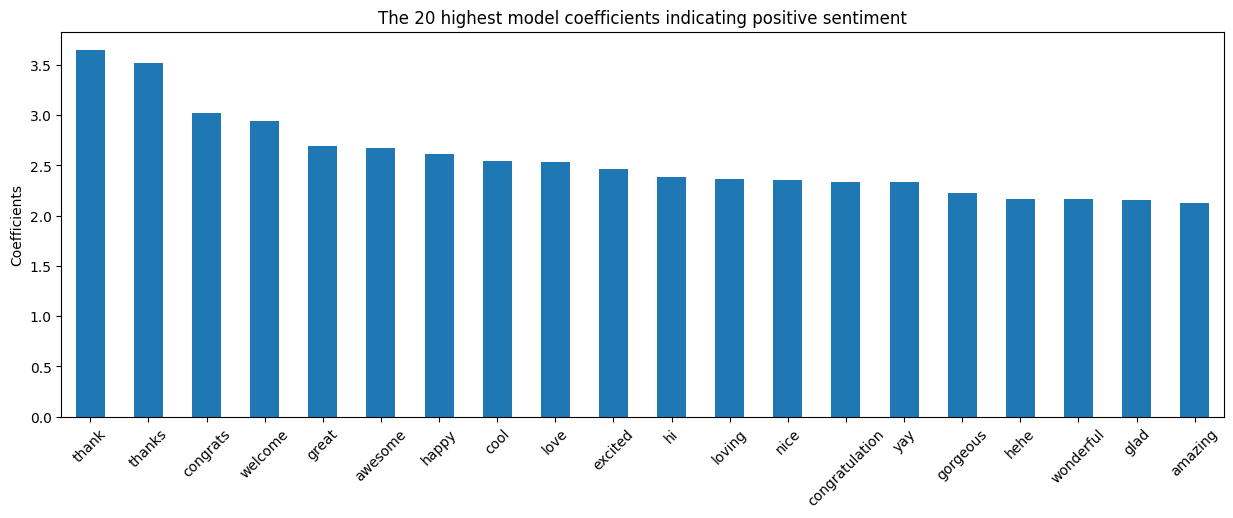 The 20 highest model coefficients indicating positive sentiment
Coefficients
3.5
3.0
2.5
2.0
1.5
1.0
0.5
0.0
thank
thanks
congrats
welcome
great
awesome
happy
cool
love
excited
hi
loving
nice
congratulation
yay
gorgeous
hehe
wonderful
glad
amazing